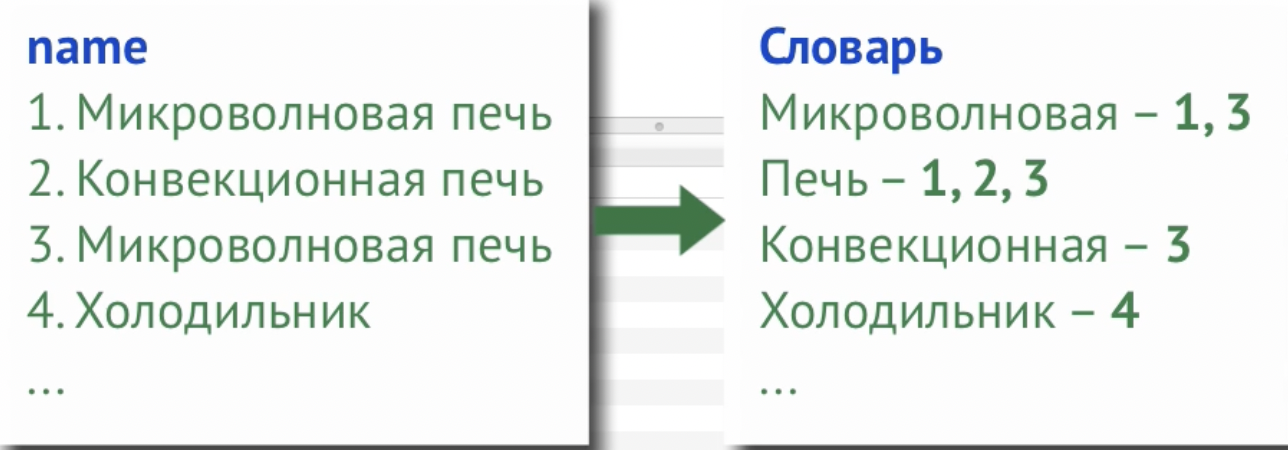 name
1. Микроволновая печь
2. Конвекционная печь
3. Микроволновая печь
4. Холодильник
...
Словарь
Микроволновая – 1, 3
Печь – 1, 2, 3
Конвекционная – 3
Холодильник – 4
...